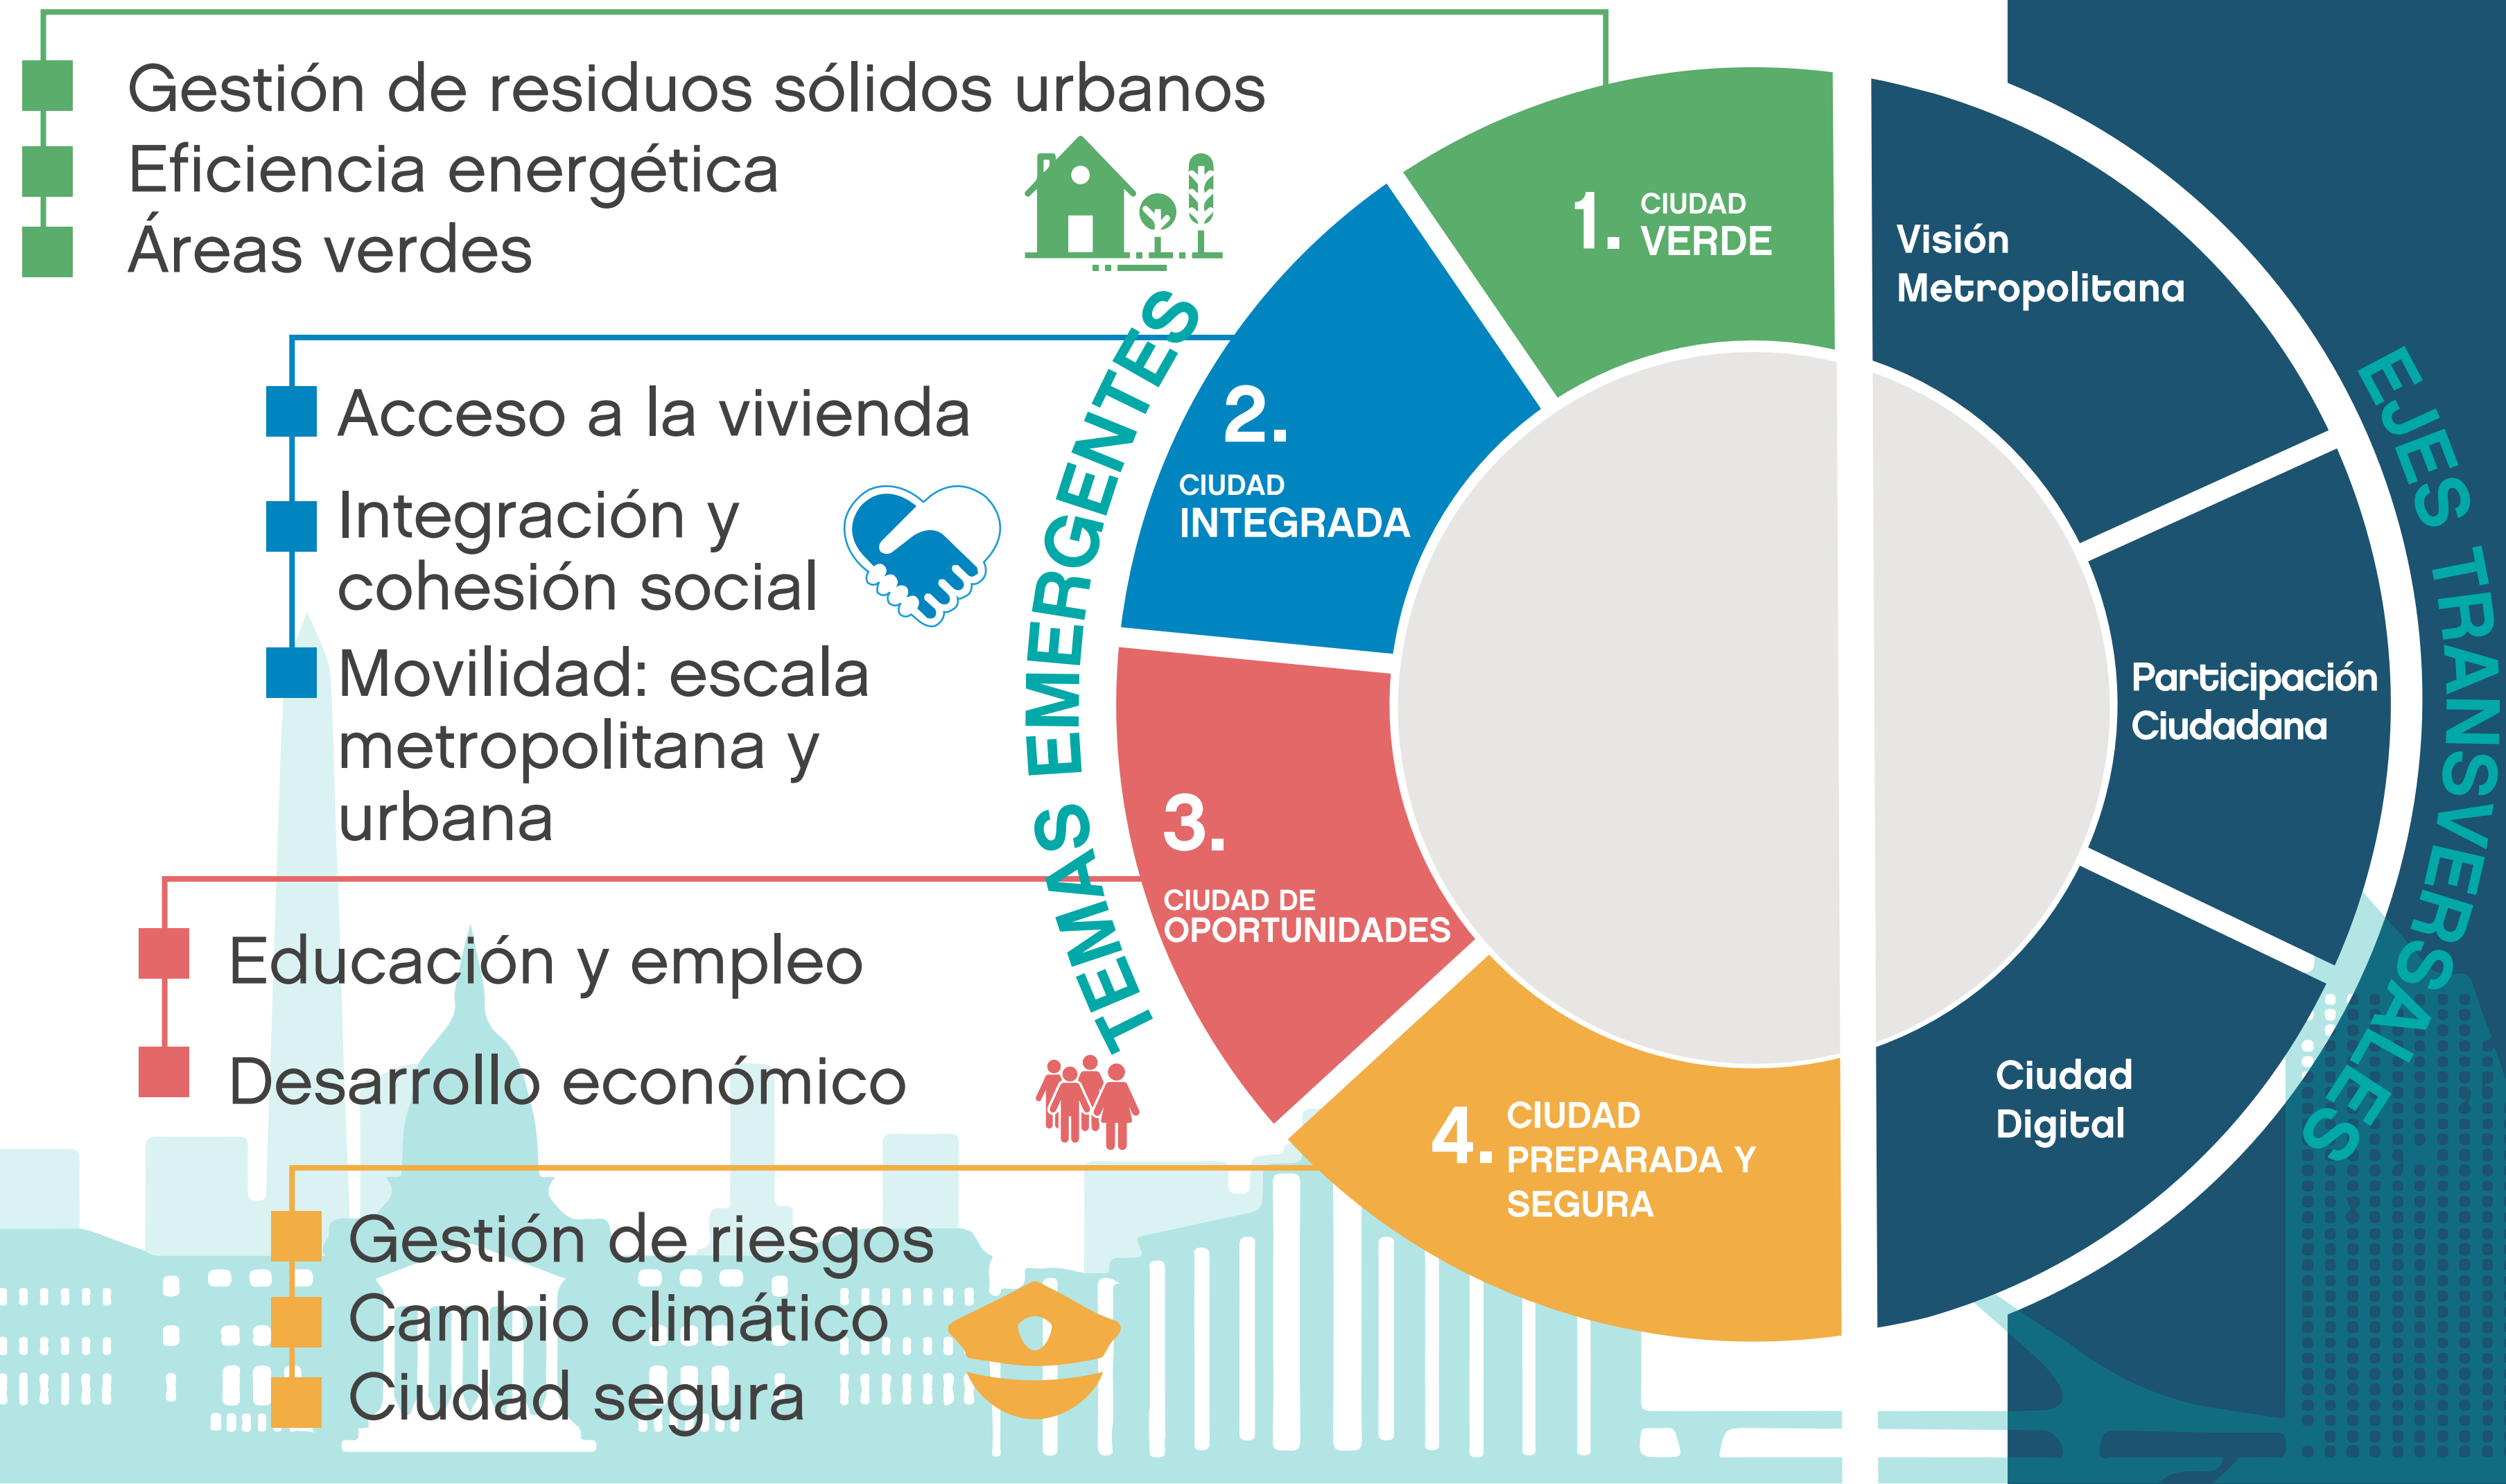 Gestión de residuos sólidos urbanos
Eficiencia energética
Áreas verdes
1. CIUDAD
VERDE
Acceso a la vivienda
Integración y
cohesión social
Movilidad: escala
metropolitana y
urbana
2.
CIUDAD
INTEGRADA
Educación y empleo
Desarrollo económico
3.
CIUDAD DE
OPORTUNIDADES
Gestión de riesgos
Cambio climático
Ciudad segura
4. CIUDAD
PREPARADA Y
SEGURA
TEMAS EMERGENTES
Visión
Metropolitana
Participación
Ciudadana
Ciudad
Digital
EJES TRANSVERSALES